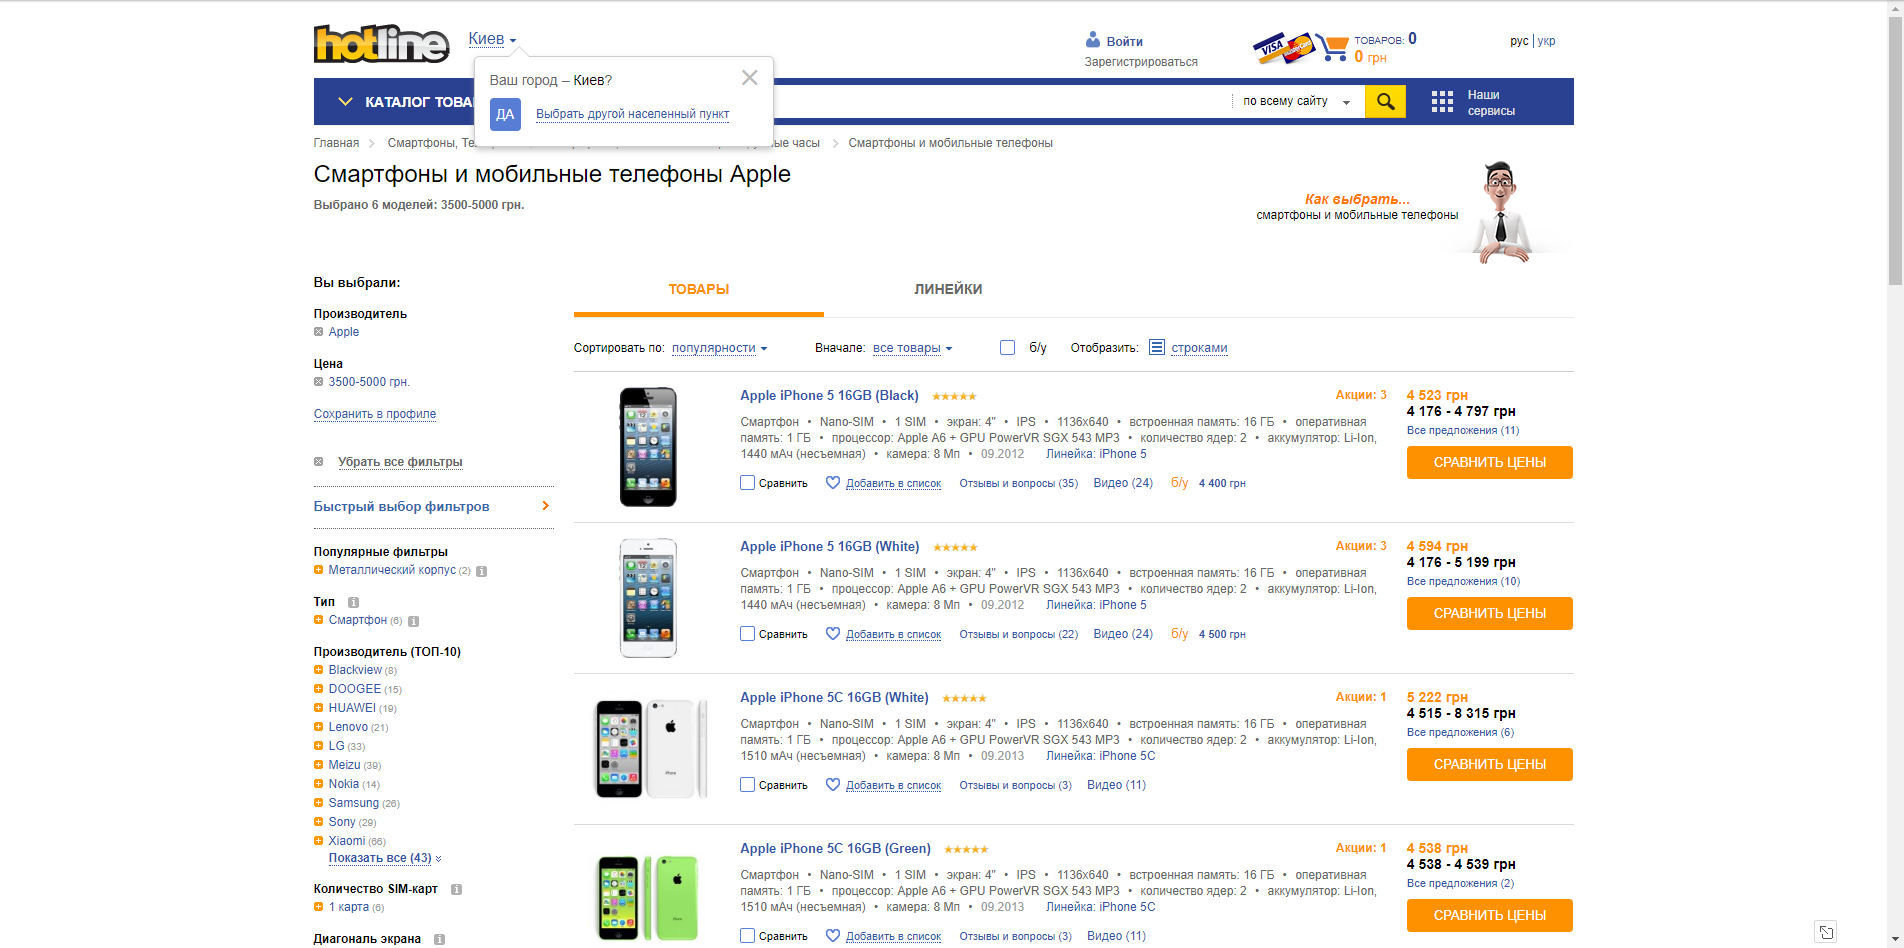 hotline
Киев
Войти
Зарегистрироваться
VISA
ТОВАРОВ: 0
0 грн
рус | укр
Ваш город – Киев?
ДА
Выбрать другой населенный пункт
КАТАЛОГ ТОВА
по всему сайту
Наши
сервисы
Главная
Смартфоны,
часы
Смартфоны и мобильные телефоны
Смартфоны и мобильные телефоны Apple
Выбрано 6 моделей: 3500-5000 грн.
Как выбрать...
смартфоны и мобильные телефоны
Вы выбрали:
Производитель
Apple
Цена
3500-5000 грн.
Сохранить в профиле
Убрать все фильтры
Быстрый выбор фильтров
Популярные фильтры
Металлический корпус (2)
Тип
Смартфон (6)
Производитель (ТОП-10)
Blackview (8)
DOOGEE (15)
HUAWEI (19)
Lenovo (21)
LG (33)
Meizu (39)
Nokia (14)
Samsung (26)
Sony (29)
Xiaomi (66)
Показать все (43)
Количество SIM-карт
1 карта (6)
Диагональ экрана
ТОВАРЫ
ЛИНЕЙКИ
Сортировать по: популярности
Вначале: все товары
б/у
Отобразить: строками
Apple iPhone 5 16GB (Black)
Акции: 3
4 523 грн
4 176 - 4 797 грн
Все предложения (11)
СРАВНИТЬ ЦЕНЫ
Смартфон • Nano-SIM • 1 SIM • экран: 4" • IPS • 1136x640 • встроенная память: 16 ГБ • оперативная
память: 1 ГБ • процессор: Apple A6 + GPU PowerVR SGX 543 MP3 • количество ядер: 2 • аккумулятор: Li-Ion,
1440 мАч (несъемная) • камера: 8 Мп • 09.2012 Линейка: iPhone 5
Сравнить Добавить в список Отзывы и вопросы (35) Видео (24) б/у 4 400 грн
Apple iPhone 5 16GB (White)
Акции: 3
4 594 грн
4 176 - 5 199 грн
Все предложения (10)
СРАВНИТЬ ЦЕНЫ
Смартфон • Nano-SIM • 1 SIM • экран: 4" • IPS • 1136x640 • встроенная память: 16 ГБ • оперативная
память: 1 ГБ • процессор: Apple A6 + GPU PowerVR SGX 543 MP3 • количество ядер: 2 • аккумулятор: Li-Ion,
1440 мАч (несъемная) • камера: 8 Мп • 09.2012 Линейка: iPhone 5
Сравнить Добавить в список Отзывы и вопросы (22) Видео (24) б/у 4 500 грн
Apple iPhone 5C 16GB (White)
Акции: 1
5 222 грн
4 515 - 8 315 грн
Все предложения (6)
СРАВНИТЬ ЦЕНЫ
Смартфон • Nano-SIM • 1 SIM • экран: 4" • IPS • 1136x640 • встроенная память: 16 ГБ • оперативная
память: 1 ГБ • процессор: Apple A6 + GPU PowerVR SGX 543 MP3 • количество ядер: 2 • аккумулятор: Li-Ion,
1510 мАч (несъемная) • камера: 8 Мп • 09.2013 Линейка: iPhone 5C
Сравнить Добавить в список Отзывы и вопросы (3) Видео (11)
Apple iPhone 5C 16GB (Green)
Акции: 1
4 538 грн
4 538 - 4 539 грн
Все предложения (2)
СРАВНИТЬ ЦЕНЫ
Смартфон • Nano-SIM • 1 SIM • экран: 4" • IPS • 1136x640 • встроенная память: 16 ГБ • оперативная
память: 1 ГБ • процессор: Apple A6 + GPU PowerVR SGX 543 MP3 • количество ядер: 2 • аккумулятор: Li-Ion,
1510 мАч (несъемная) • камера: 8 Мп • 09.2013 Линейка: iPhone 5C
Сравнить Добавить в список Отзывы и вопросы (3) Видео (11)